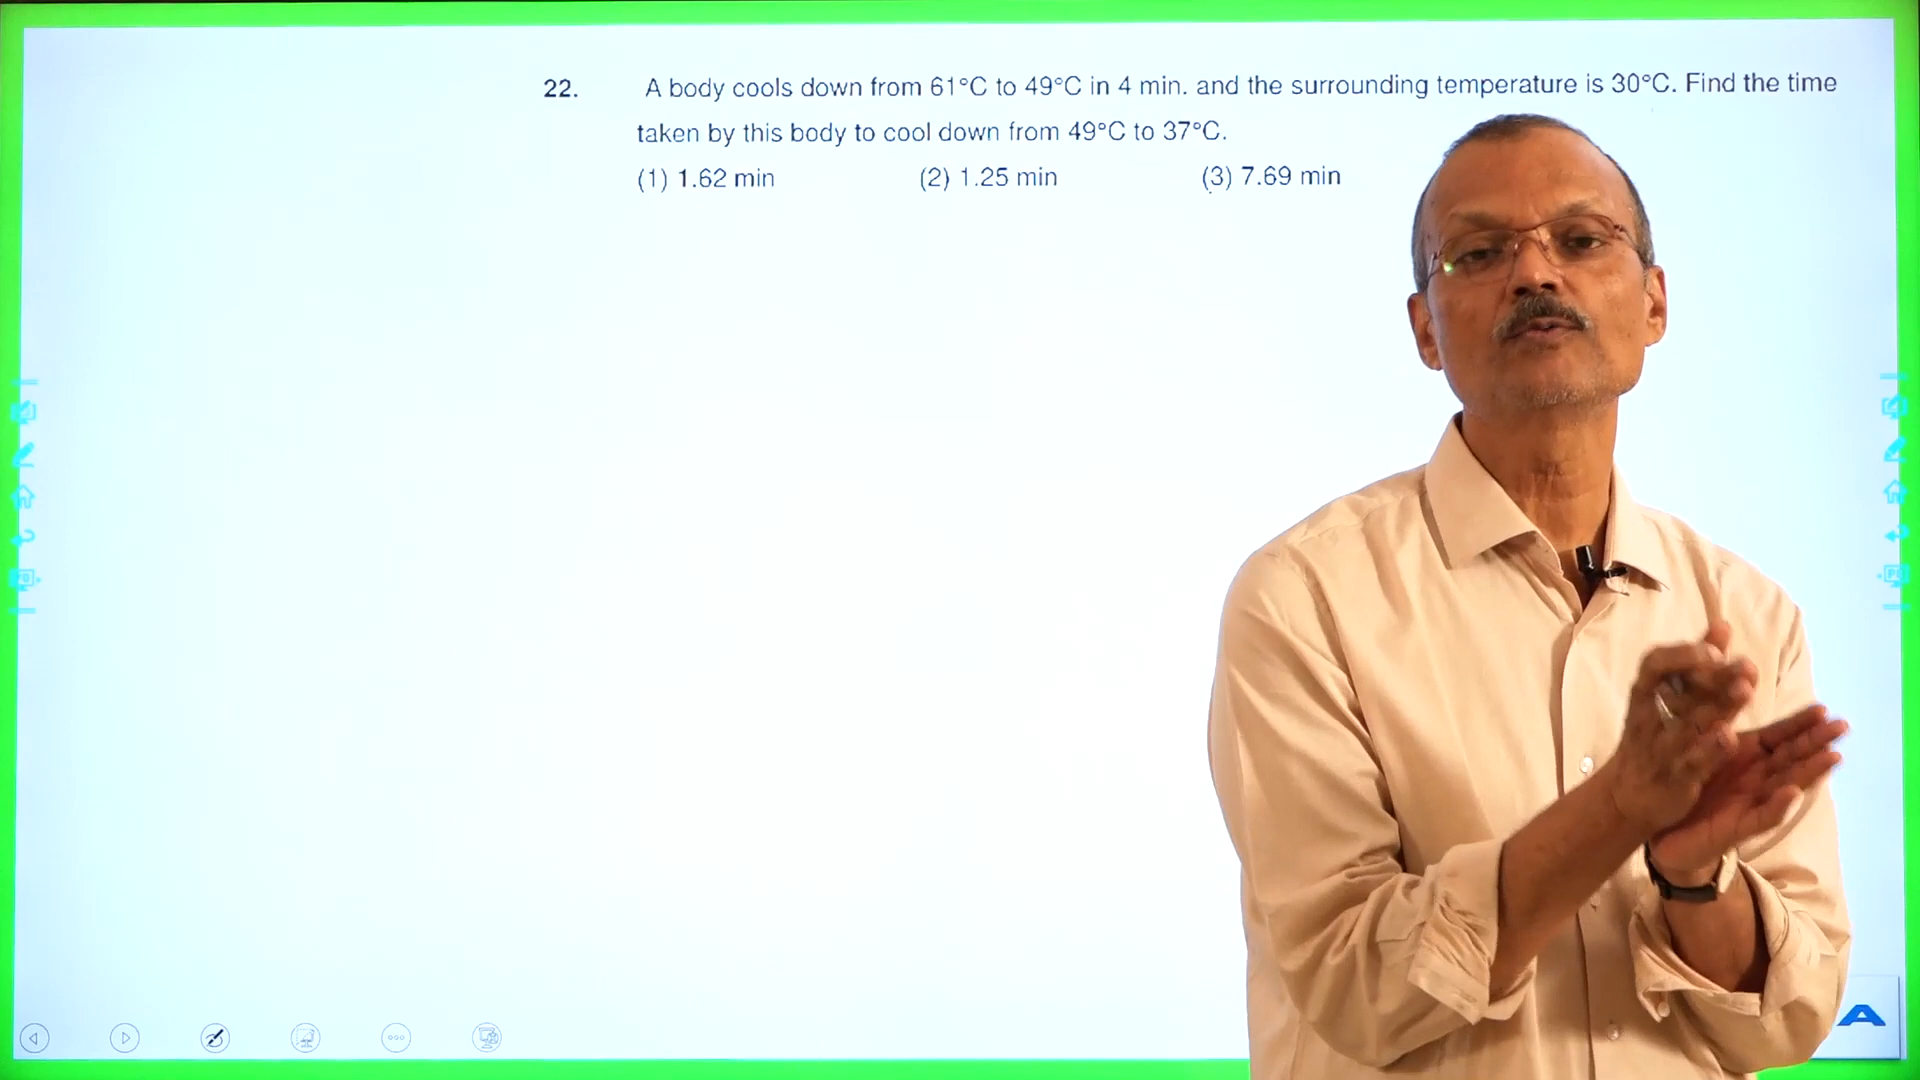 22. A body cools down from 61°C to 49°C in 4 min. and the surrounding temperature is 30°C. Find the time
taken by this body to cool down from 49°C to 37°C.
(1) 1.62 min (2) 1.25 min (3) 7.69 min
A